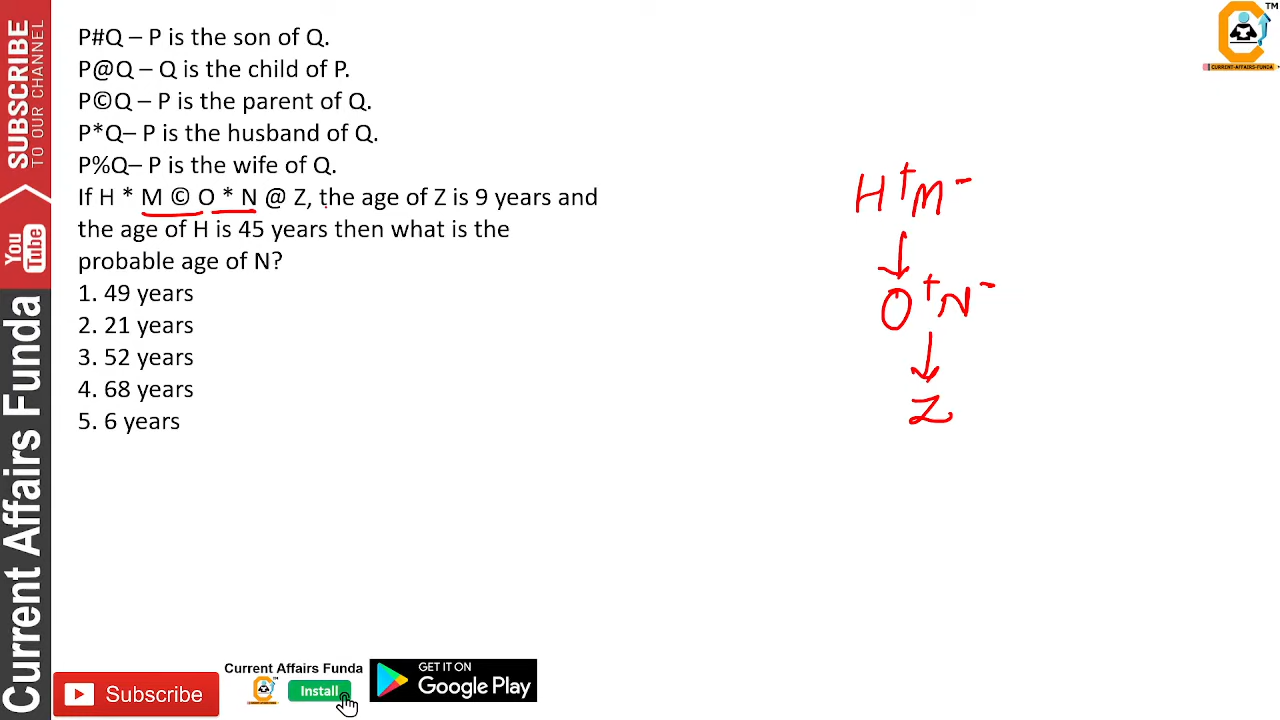 SUBSCRIBE
TO OUR CHANNEL
You
Tube
Current Affairs Funda
P#Q – P is the son of Q.
P@Q – Q is the child of P.
P©Q – P is the parent of Q.
P*Q– P is the husband of Q.
P%Q– P is the wife of Q.
If H * M © O * N @ Z, the age of Z is 9 years and
the age of H is 45 years then what is the
probable age of N?
1. 49 years
2. 21 years
3. 52 years
4. 68 years
5. 6 years
H + M -
O + N -
Z
TM
CURRENT-AFFAIRS-FUNDA
Subscribe
Current Affairs Funda
Install
GET IT ON
Google Play